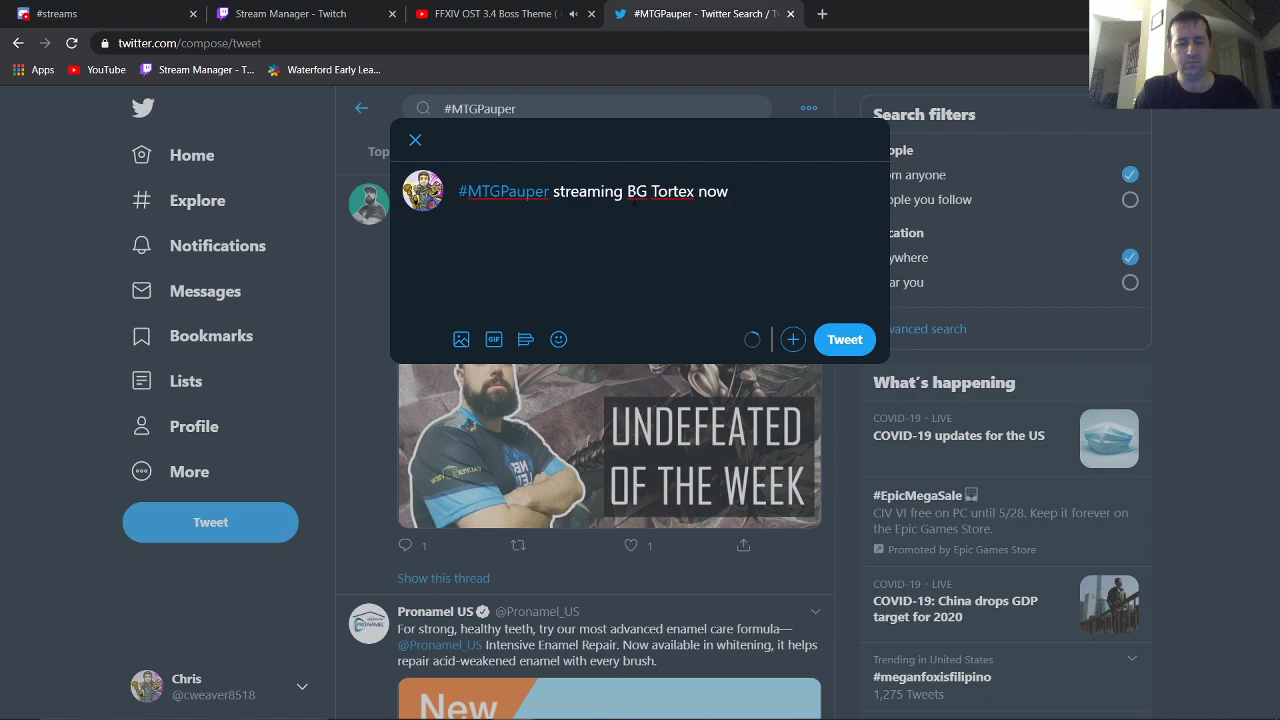 #streams
Stream Manager - Twitch
FFXIV OST 3.4 Boss Theme (
#MTGPauper - Twitter Search / Tw
twitter.com/compose/tweet
Apps
YouTube
Stream Manager - T...
Waterford Early Lea...
#MTGPauper
Search filters
Top
Home
Explore
Notifications
Messages
Bookmarks
Lists
Profile
More
Tweet
#MTGPauper streaming BG Tortex now
GIF
Tweet
ople
om anyone
ople you follow
cation
ywhere
ar you
vanced search
UNDEFEATED
OF THE WEEK
1
1
Show this thread
Pronamel US @Pronamel_US
For strong, healthy teeth, try our most advanced enamel care formula—
@Pronamel_US Intensive Enamel Repair. Now available in whitening, it helps
repair acid-weakened enamel with every brush.
New
What's happening
COVID-19 · LIVE
COVID-19 updates for the US
#EpicMegaSale
CIV VI free on PC until 5/28. Keep it forever on
the Epic Games Store.
Promoted by Epic Games Store
COVID-19 · LIVE
COVID-19: China drops GDP
target for 2020
Trending in United States
#meganfoxisfilipino
1,275 Tweets
Chris
@cweaver8518